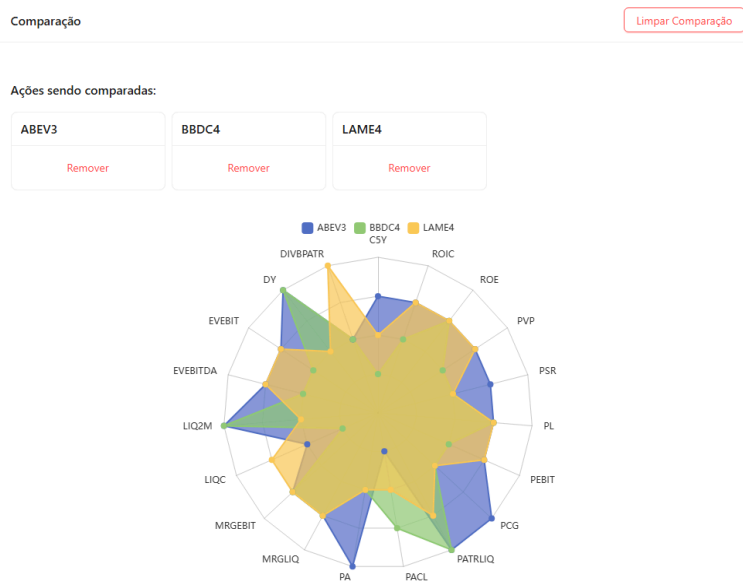 Comparação
Limpar Comparação
Ações sendo comparadas:
ABEV3
BBDC4
LAME4
Remover
Remover
Remover
ABEV3 BBDC4 LAME4
CSY
DIVBPATR
ROIC
DY
ROE
EVEBIT
PVP
EVEBITDA
PSR
LIQ2M
PL
LIQC
PEBIT
MRGEBIT
PCG
MRGLIQ
PATRLIQ
PA
PACL